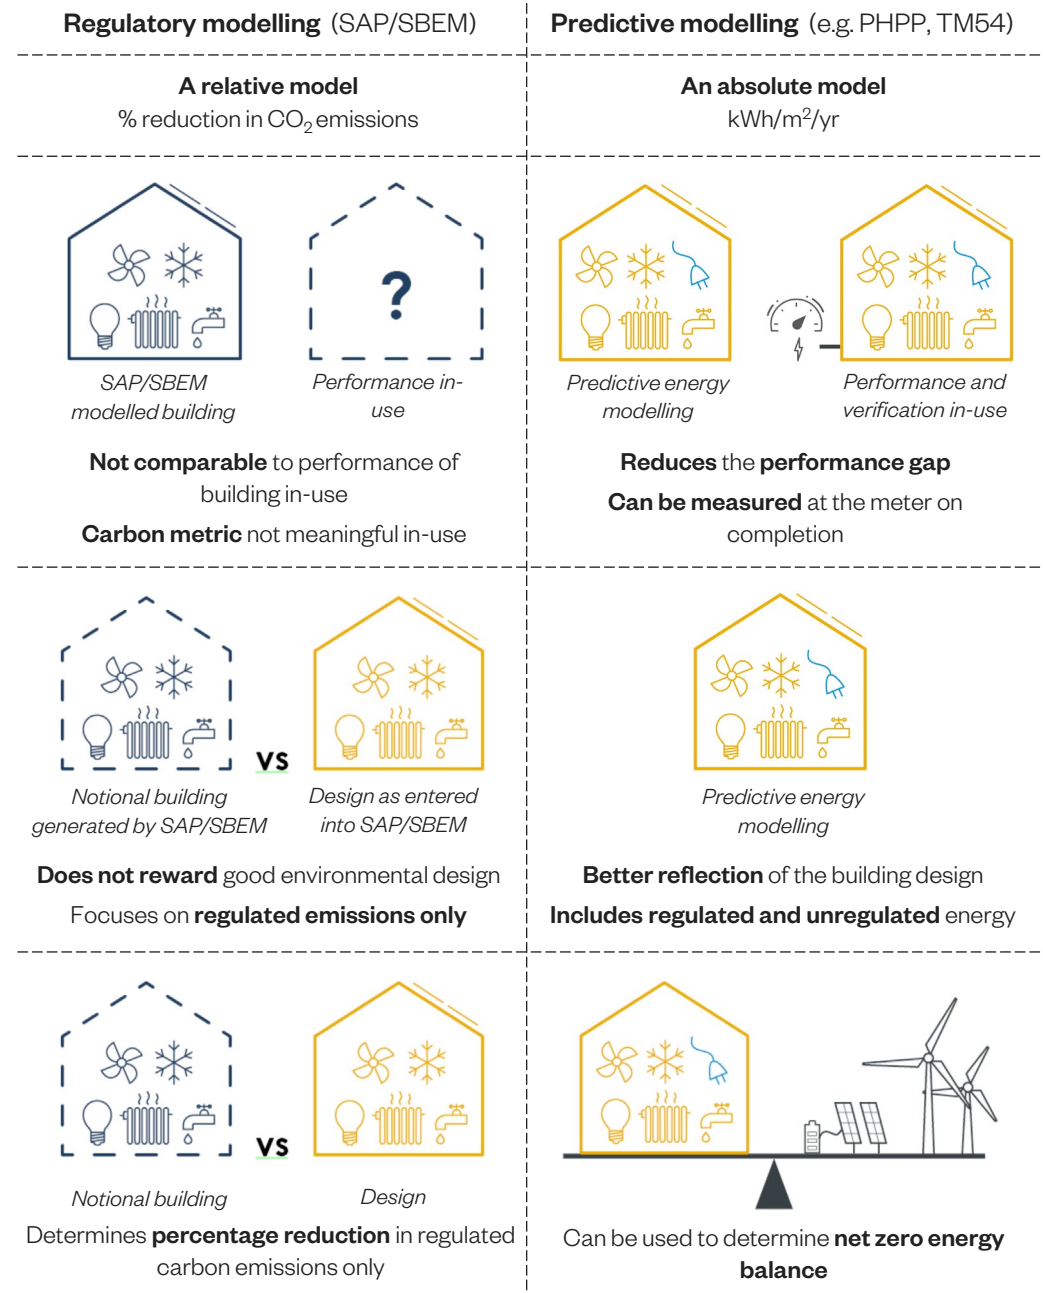 Regulatory modelling (SAP/SBEM)
Predictive modelling (e.g. PHPP, TM54)
A relative model
% reduction in CO₂ emissions
An absolute model
kWh/m²/yr
?
SAP/SBEM
modelled building
Performance in-
use
Not comparable to performance of
building in-use
Carbon metric not meaningful in-use
Predictive energy
modelling
Performance and
verification in-use
Reduces the performance gap
Can be measured at the meter on
completion
vs
Notional building
generated by SAP/SBEM
Design as entered
into SAP/SBEM
Does not reward good environmental design
Focuses on regulated emissions only
Predictive energy
modelling
Better reflection of the building design
Includes regulated and unregulated energy
vs
Notional building
Design
Determines percentage reduction in regulated
carbon emissions only
Can be used to determine net zero energy
balance